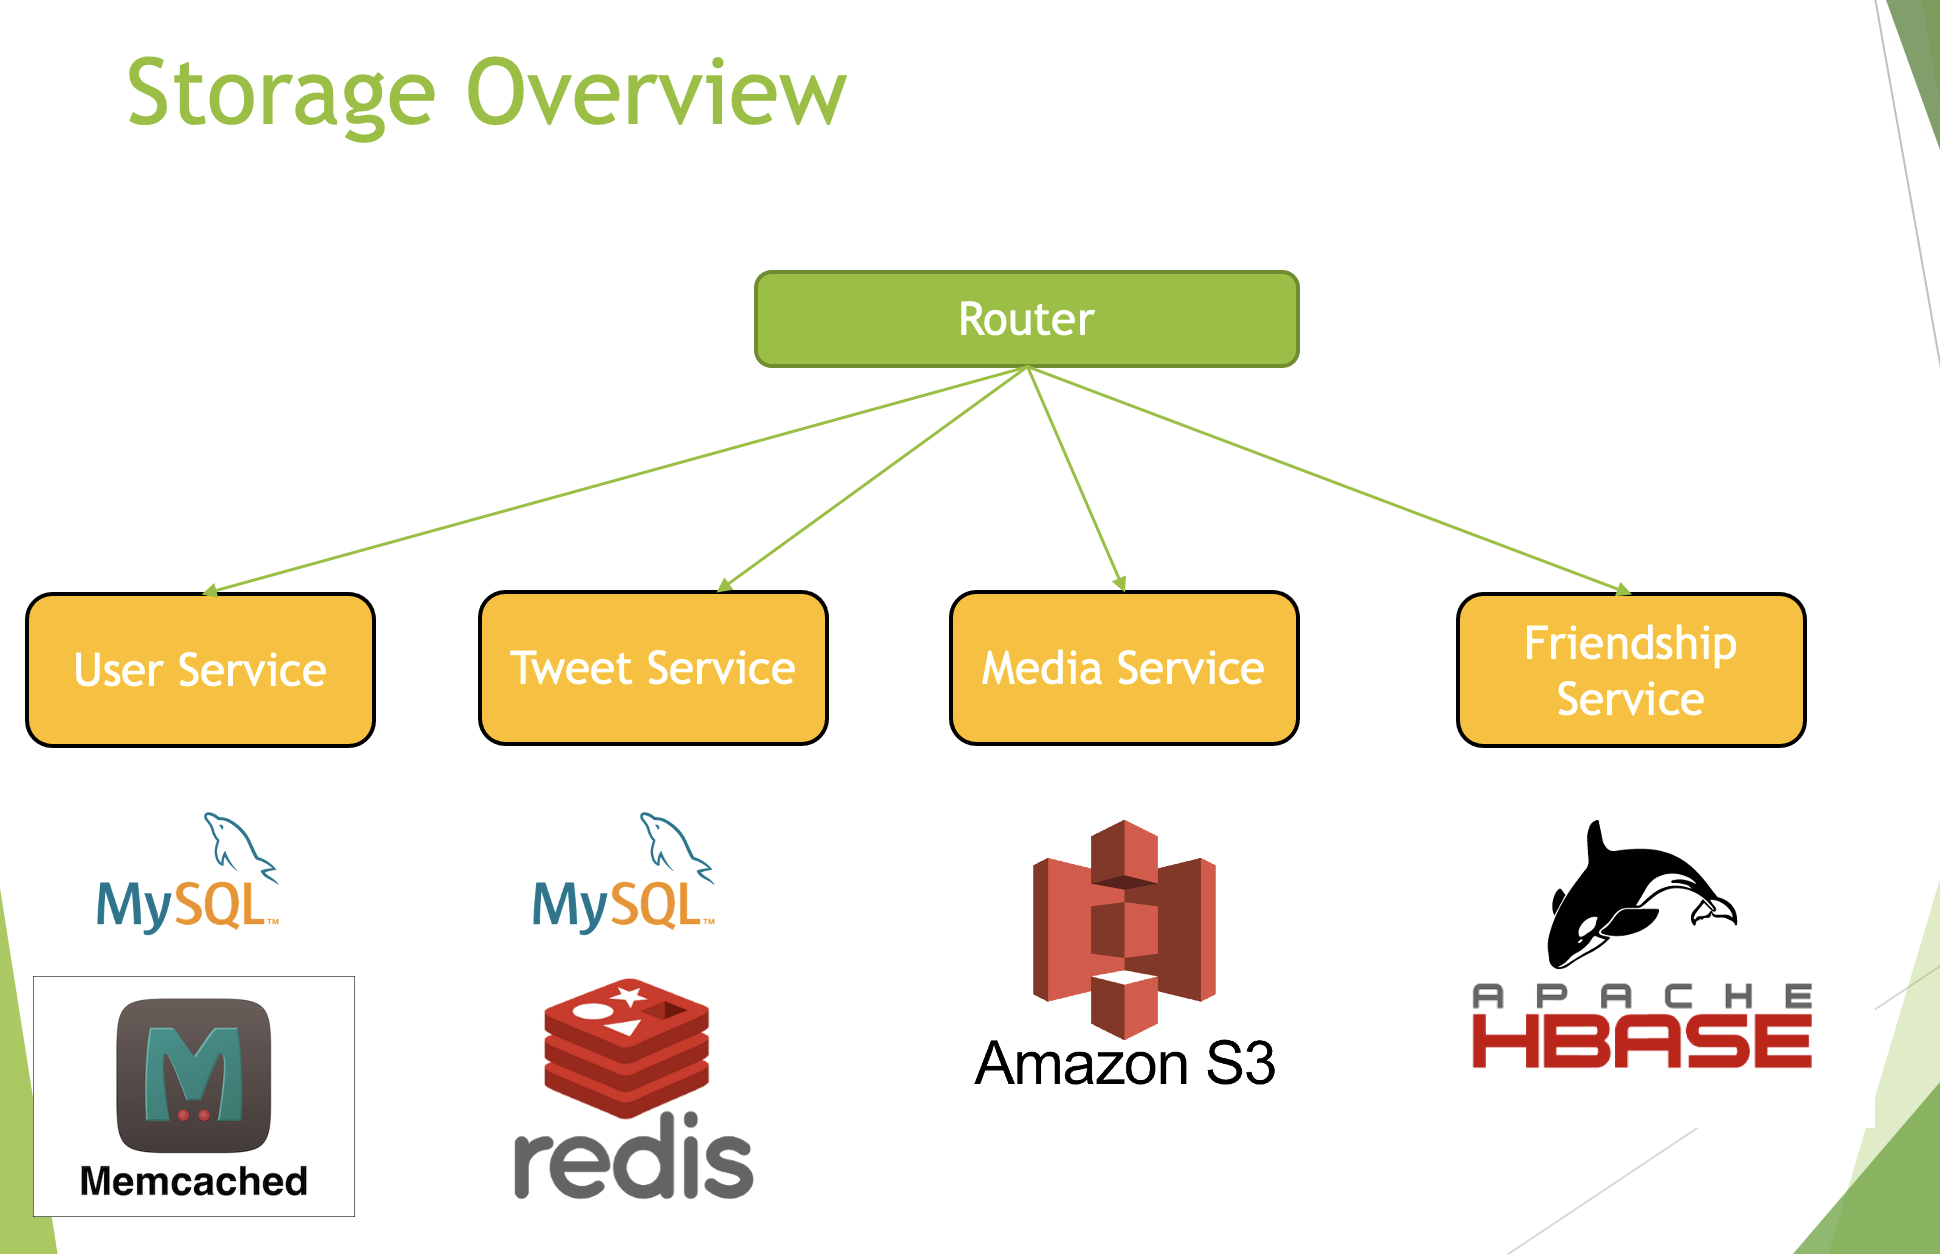 Storage Overview
Router
User Service
Tweet Service
Media Service
Friendship
Service
MySQL™
MySQL™
Amazon S3
APACHE
HBASE
M
Memcached
redis